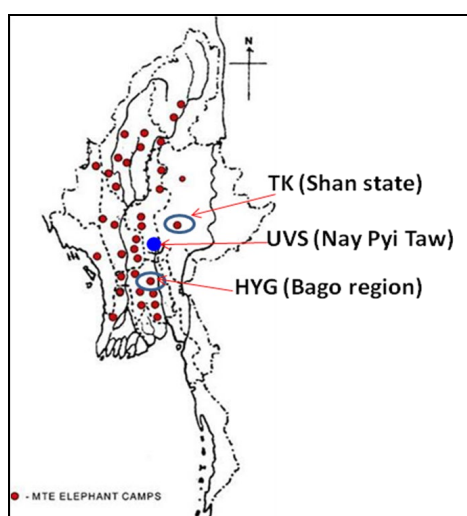 N
TK (Shan state)
UVS (Nay Pyi Taw)
HYG (Bago region)
- MTE ELEPHANT CAMPS